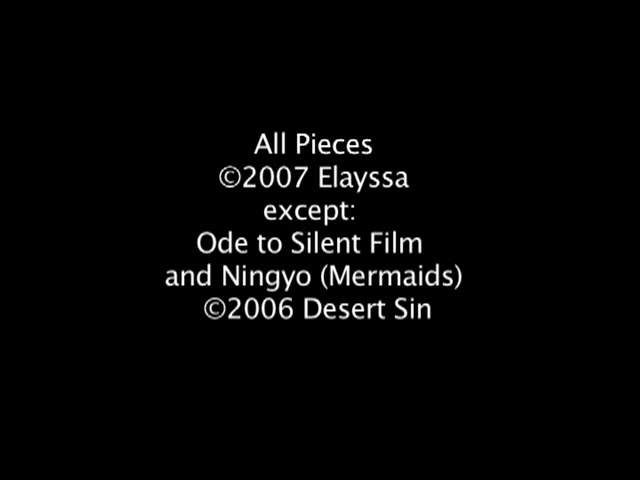 All Pieces
©2007 Elayssa
except:
Ode to Silent Film
and Ningyo (Mermaids)
©2006 Desert Sin